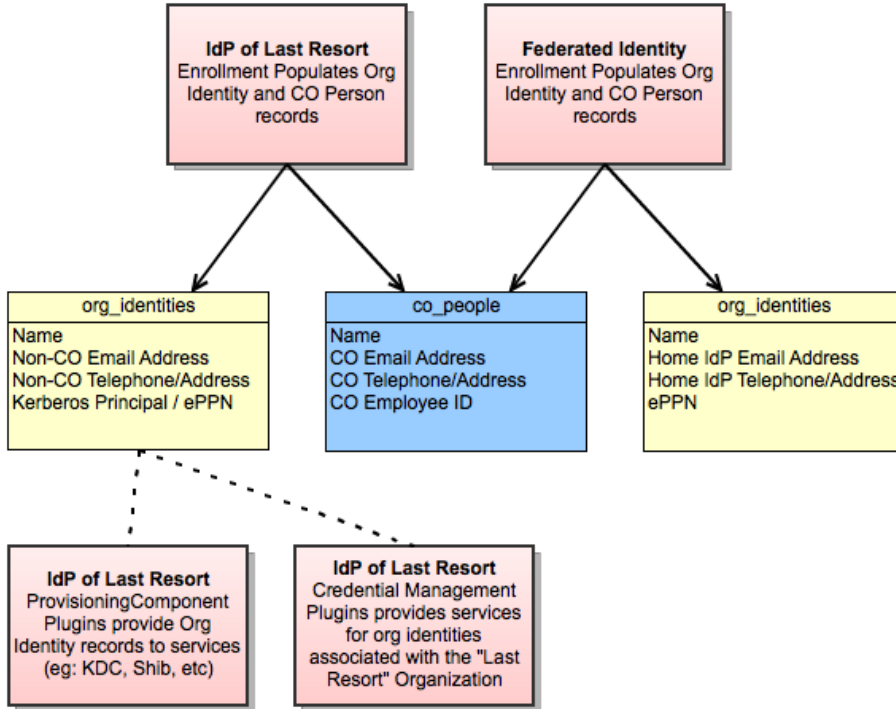 IdP of Last Resort
Enrollment Populates Org
Identity and CO Person
records
Federated Identity
Enrollment Populates Org
Identity and CO Person
records
org_identities
Name
Non-CO Email Address
Non-CO Telephone/Address
Kerberos Principal / ePPN
co_people
Name
CO Email Address
CO Telephone/Address
CO Employee ID
org_identities
Name
Home IdP Email Address
Home IdP Telephone/Address
ePPN
IdP of Last Resort
ProvisioningComponent
Plugins provide Org
Identity records to services
(eg: KDC, Shib, etc)
IdP of Last Resort
Credential Management
Plugins provides services
for org identities
associated with the "Last
Resort" Organization